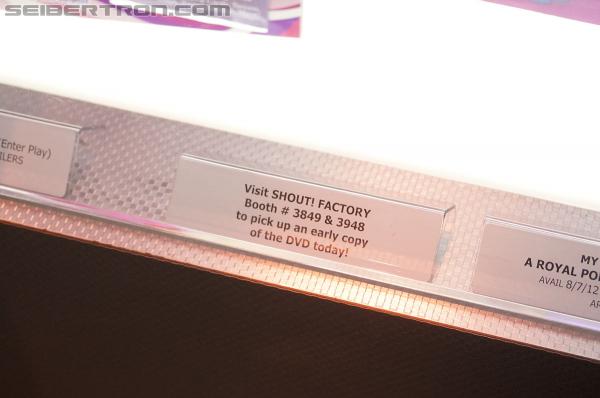 SEIBERTRON.com
(Enter Play)
ILERS
Visit SHOUT! FACTORY
Booth # 3849 & 3948
to pick up an early copy
of the DVD today!
MY
A ROYAL PO
AVAIL 8/7/12
AR